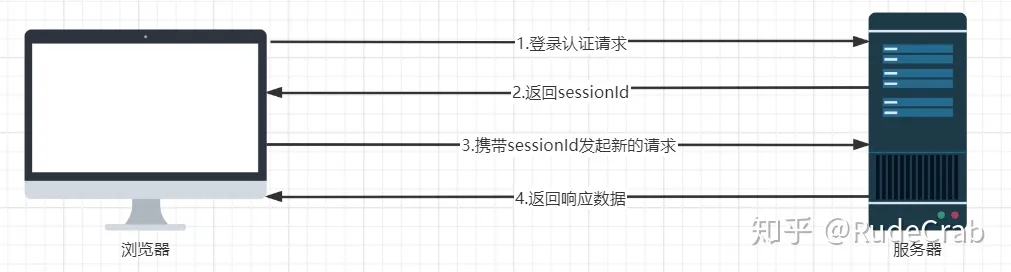 1.登录认证请求
2.返回sessionId
3.携带sessionId发起新的请求
4.返回响应数据
知乎 @RudeCrab
浏览器
服务器